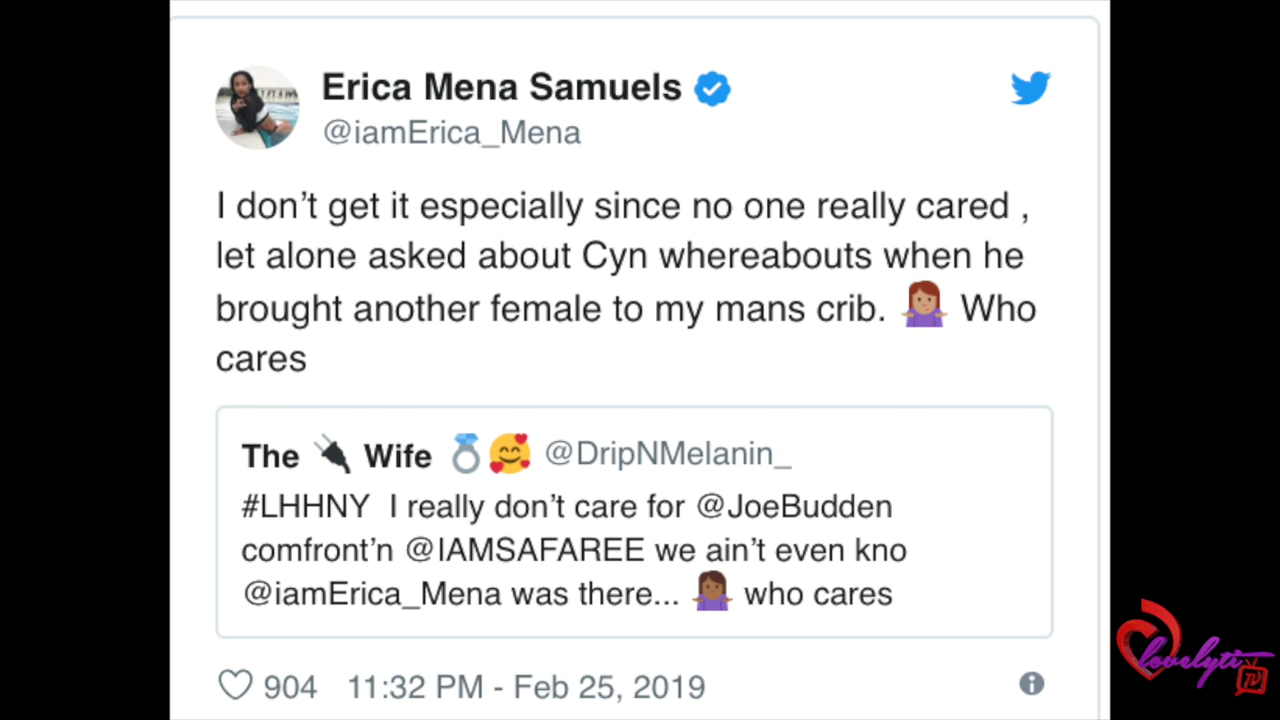 Erica Mena Samuels
@iamErica_Mena
I don’t get it especially since no one really cared ,
let alone asked about Cyn whereabouts when he
brought another female to my mans crib. 🤷🏽‍♀️ Who
cares
The 🔌 Wife 💍🥰 @DripNMelanin_
#LHHNY I really don’t care for @JoeBudden
comfront’n @IAMSAFAREE we ain’t even kno
@iamErica_Mena was there... 🤷🏾‍♀️ who cares
904 11:32 PM - Feb 25, 2019
lovelyti
TV